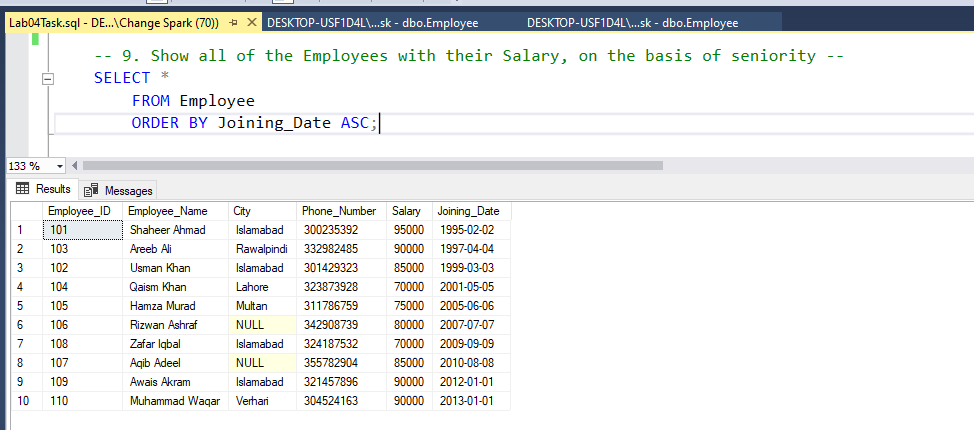 Lab04Task.sql - DE...\Change Spark (70)) DESKTOP-USF1D4L\...sk - dbo.Employee DESKTOP-USF1D4L\...sk - dbo.Employee
-- 9. Show all of the Employees with their Salary, on the basis of seniority --
SELECT *
FROM Employee
ORDER BY Joining_Date ASC;
133 %
Results Messages
Employee_ID Employee_Name City Phone_Number Salary Joining_Date
1 101 Shaheer Ahmad Islamabad 300235392 95000 1995-02-02
2 103 Areeb Ali Rawalpindi 332982485 90000 1997-04-04
3 102 Usman Khan Islamabad 301429323 85000 1999-03-03
4 104 Qaism Khan Lahore 323873928 70000 2001-05-05
5 105 Hamza Murad Multan 311786759 75000 2005-06-06
6 106 Rizwan Ashraf NULL 342908739 80000 2007-07-07
7 108 Zafar Iqbal Islamabad 324187532 70000 2009-09-09
8 107 Aqib Adeel NULL 355782904 85000 2010-08-08
9 109 Awais Akram Islamabad 321457896 90000 2012-01-01
10 110 Muhammad Waqar Verhari 304524163 90000 2013-01-01